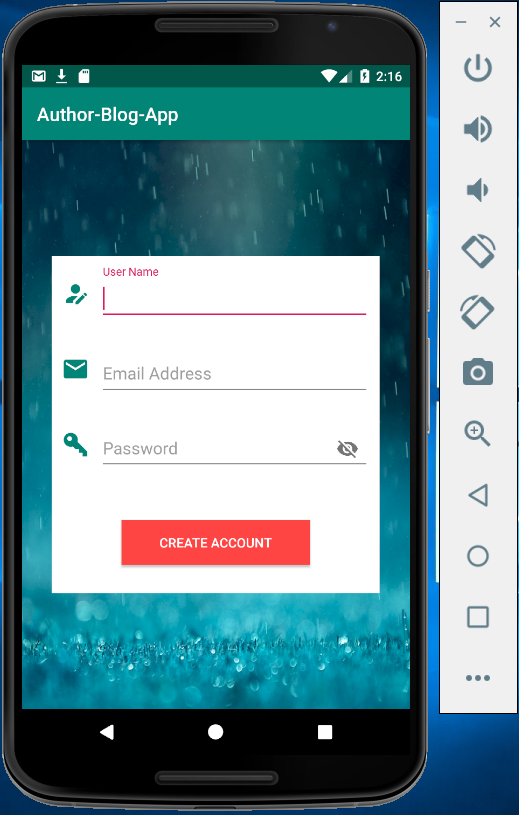 2:16
Author-Blog-App
User Name
Email Address
Password
CREATE ACCOUNT